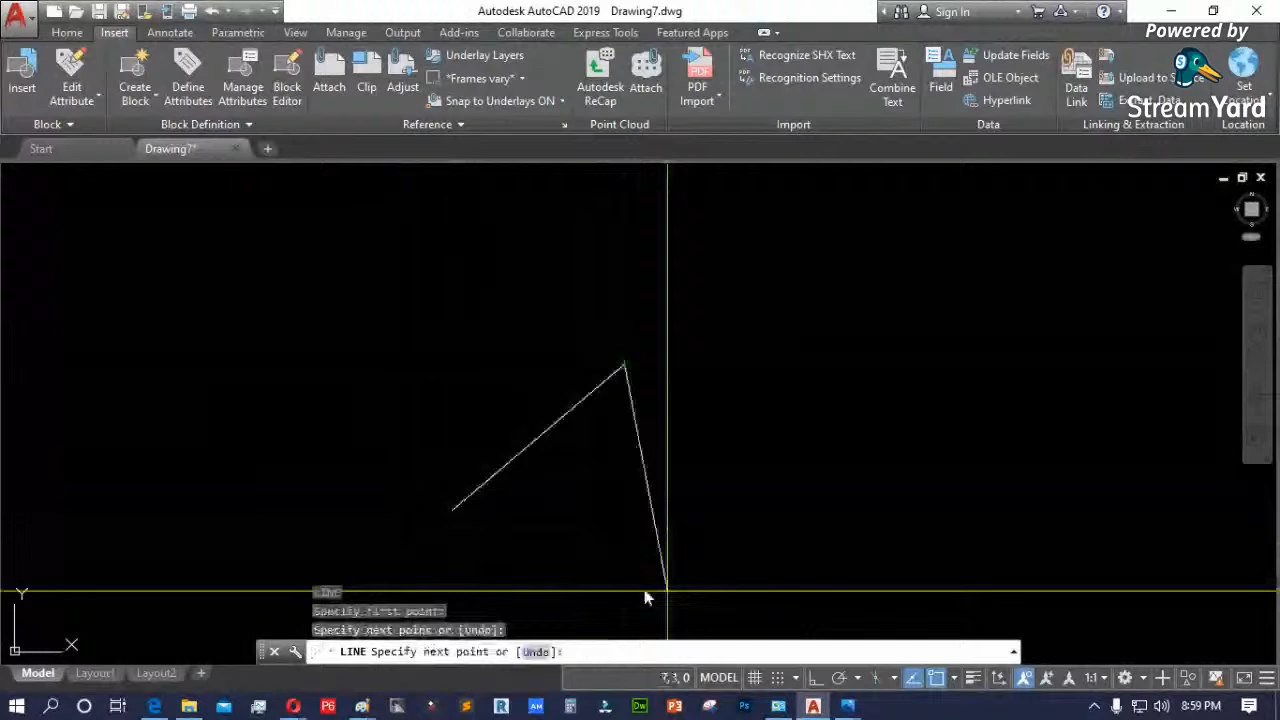 Autodesk AutoCAD 2019 Drawing7.dwg
Sign In
Powered by
StreamYard
Home Insert Annotate Parametric View Manage Output Add-ins Collaborate Express Tools Featured Apps
Insert
Edit Attribute
Create Block
Define Attributes
Manage Attributes
Block Editor
Attach
Clip
Adjust
Underlay Layers
*Frames vary*
Snap to Underlays ON
Autodesk ReCap
Attach
PDF Import
Recognize SHX Text
Recognition Settings
Combine Text
Field
Update Fields
OLE Object
Hyperlink
Data Link
Upload to
Data
Set
Block Block Definition Reference Point Cloud Import Data Linking & Extraction Location
Start Drawing7*
N
Y
X
LINE
Specify first point:
Specify next point or [Undo]:
LINE Specify next point or [Undo]:
Model Layout1 Layout2
MODEL
1:1
8:59 PM